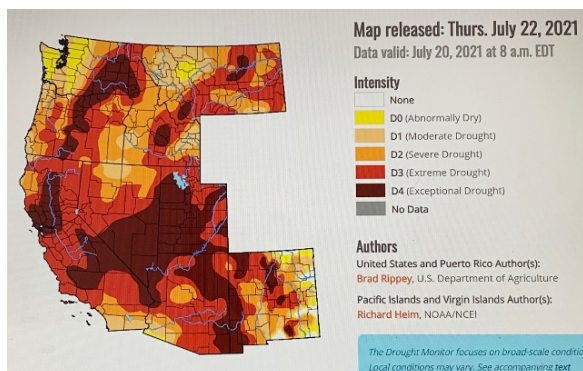 Map released: Thurs. July 22, 2021
Data valid: July 20, 2021 at 8 a.m. EDT
Intensity
None
D0 (Abnormally Dry)
D1 (Moderate Drought)
D2 (Severe Drought)
D3 (Extreme Drought)
D4 (Exceptional Drought)
No Data
Authors
United States and Puerto Rico Author(s):
Brad Rippey, U.S. Department of Agriculture
Pacific Islands and Virgin Islands Author(s):
Richard Heim, NOAA/NCEI
The Drought Monitor focuses on broad-scale conditio
Local conditions may vary. See accompanying text